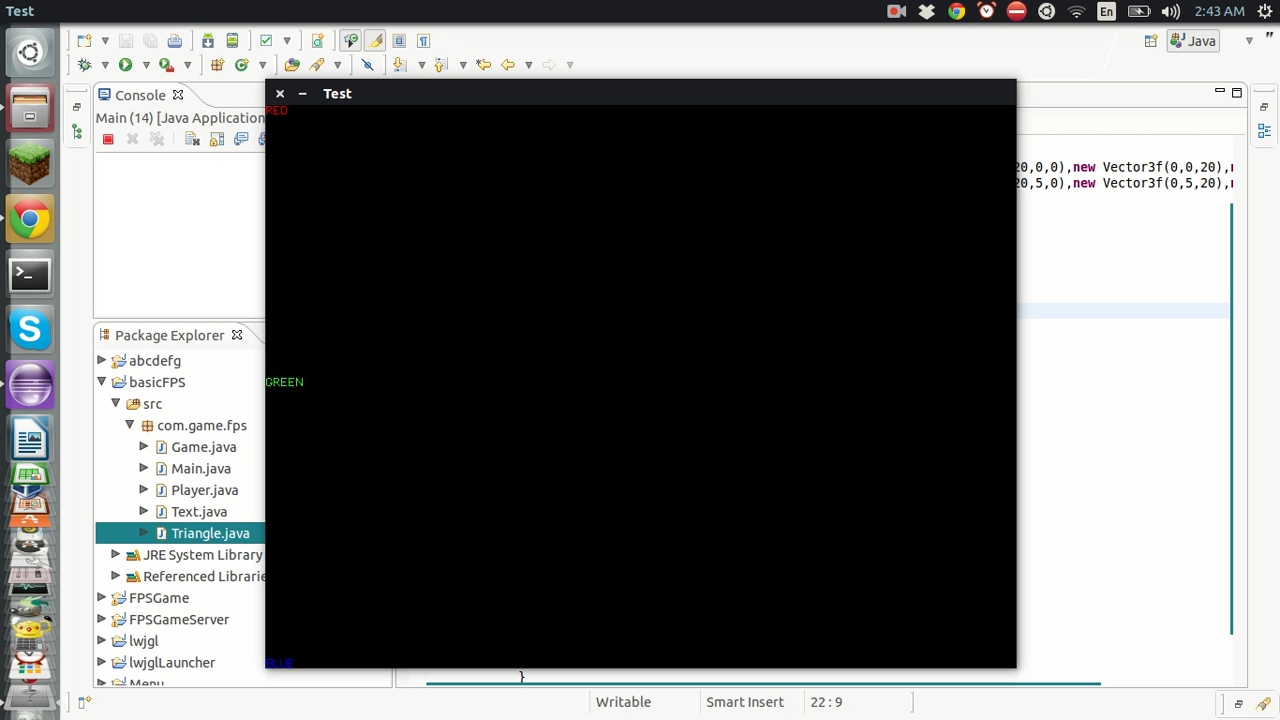 Test
En
2:43 AM
Java
Console
Main (14) [Java Application
Test
RED
GREEN
BLUE
20,0,0),new Vector3f(0,0,20),
20,5,0),new Vector3f(0,5,20),
}
Package Explorer
abcdefg
basicFPS
src
com.game.fps
Game.java
Main.java
Player.java
Text.java
Triangle.java
JRE System Library
Referenced Librarie
FPSGame
FPSGameServer
lwjgl
lwjglLauncher
Menu
Writable
Smart Insert
22 : 9